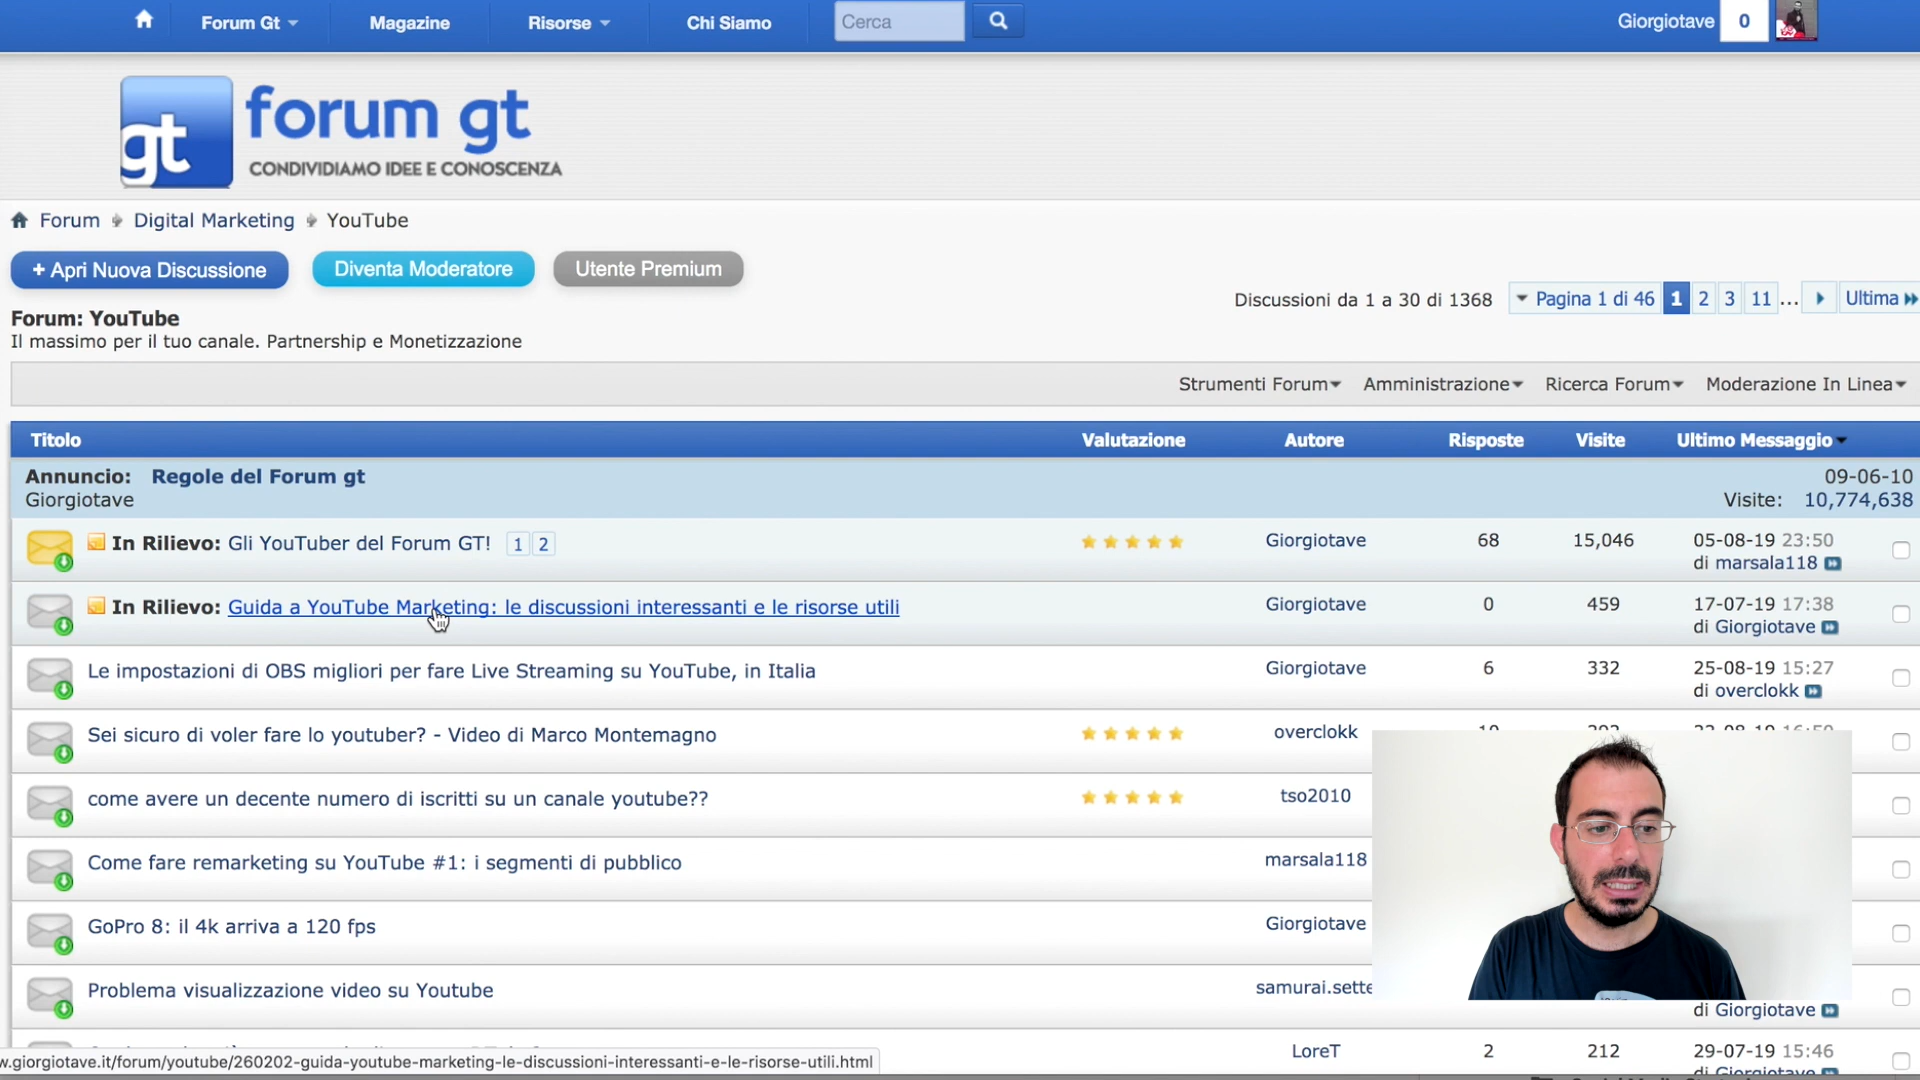 Forum Gt Magazine Risorse Chi Siamo Cerca Giorgiotave 0
gt forum gt
CONDIVIDIAMO IDEE E CONOSCENZA
Forum Digital Marketing YouTube
+ Apri Nuova Discussione Diventa Moderatore Utente Premium
Discussioni da 1 a 30 di 1368 Pagina 1 di 46 1 2 3 11 ... Ultima
Forum: YouTube
Il massimo per il tuo canale. Partnership e Monetizzazione
Strumenti Forum Amministrazione Ricerca Forum Moderazione In Linea
Titolo Valutazione Autore Risposte Visite Ultimo Messaggio
Annuncio: Regole del Forum gt 09-06-10
Giorgiotave Visite: 10,774,638
In Rilievo: Gli YouTuber del Forum GT! 1 2 Giorgiotave 68 15,046 05-08-19 23:50
di marsala118
In Rilievo: Guida a YouTube Marketing: le discussioni interessanti e le risorse utili Giorgiotave 0 459 17-07-19 17:38
di Giorgiotave
Le impostazioni di OBS migliori per fare Live Streaming su YouTube, in Italia Giorgiotave 6 332 25-08-19 15:27
di overclokk
Sei sicuro di voler fare lo youtuber? - Video di Marco Montemagno overclokk
come avere un decente numero di iscritti su un canale youtube?? tso2010
Come fare remarketing su YouTube #1: i segmenti di pubblico marsala118
GoPro 8: il 4k arriva a 120 fps Giorgiotave
Problema visualizzazione video su Youtube samurai.sette
di Giorgiotave
LoreT 2 212 29-07-19 15:46
di Giorgiotave
w.giorgiotave.it/forum/youtube/260202-guida-youtube-marketing-le-discussioni-interessanti-e-le-risorse-utili.html